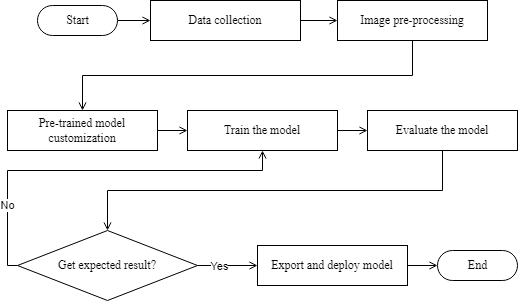 Start
Data collection
Image pre-processing
Pre-trained model
customization
Train the model
Evaluate the model
No
Get expected result?
Yes
Export and deploy model
End